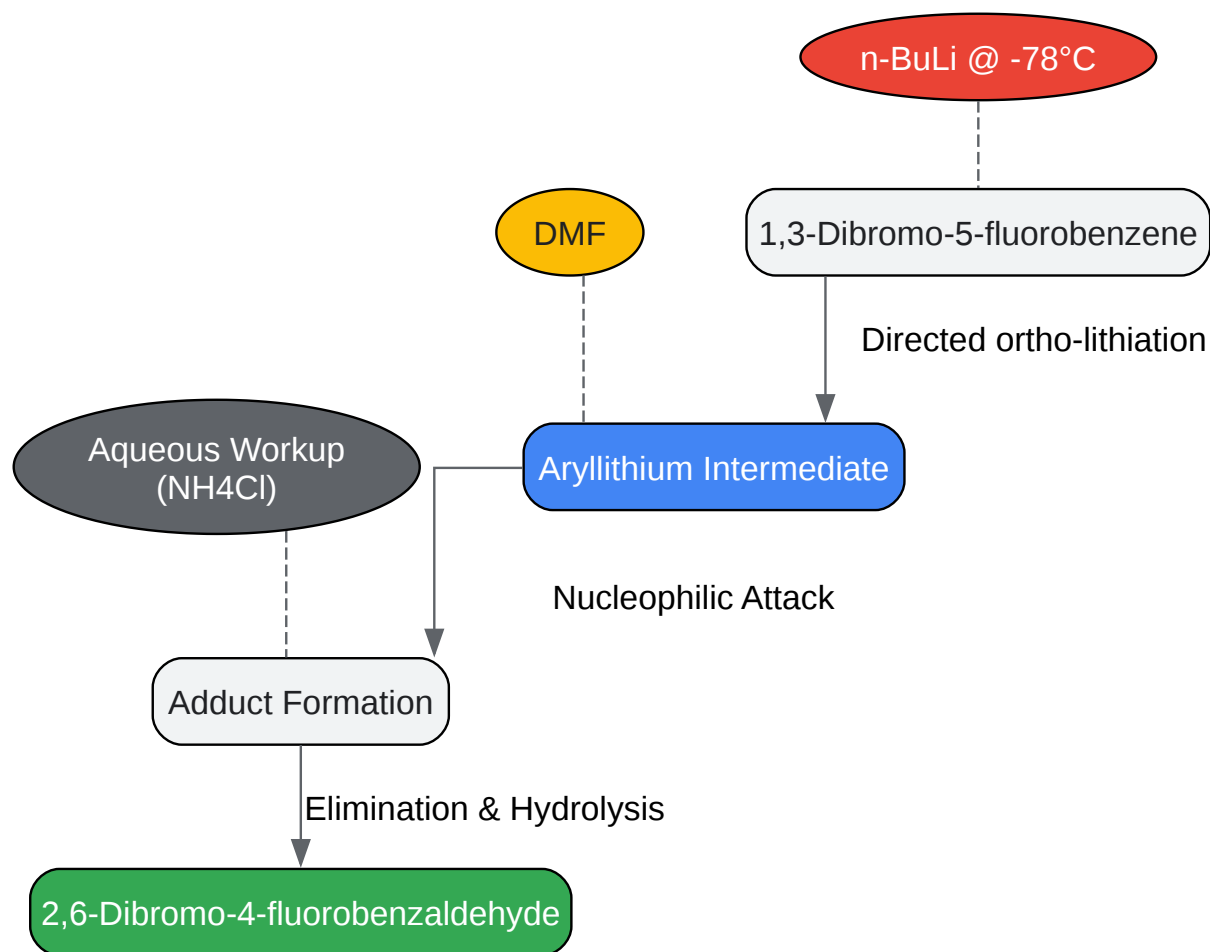 n-BuLi @ -78°C
DMF
1,3-Dibromo-5-fluorobenzene
Directed ortho-lithiation
Aqueous Workup
(NH4Cl)
Aryllithium Intermediate
Nucleophilic Attack
Adduct Formation
Elimination & Hydrolysis
2,6-Dibromo-4-fluorobenzaldehyde